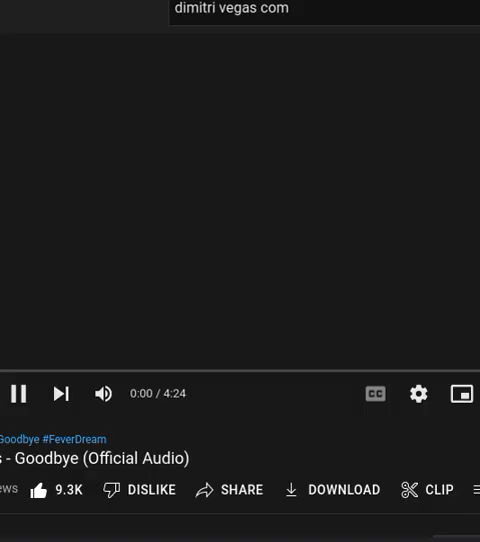 dimitri vegas com
0:00 / 4:24
CC
Goodbye #FeverDream
s - Goodbye (Official Audio)
ews 9.3K DISLIKE SHARE DOWNLOAD CLIP